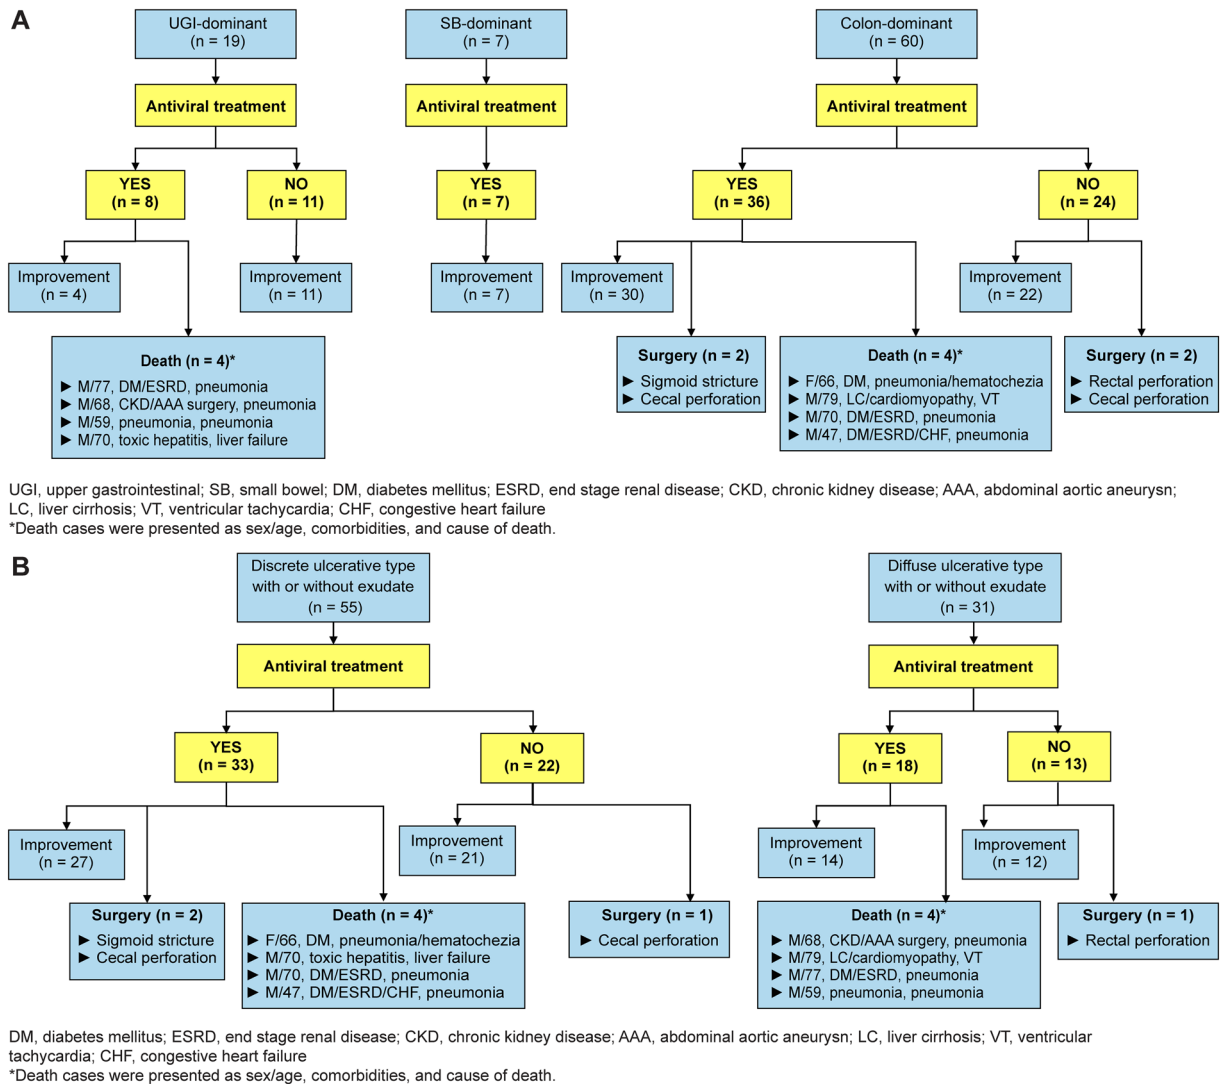 A
UGI-dominant
(n = 19)
SB-dominant
(n = 7)
Colon-dominant
(n = 60)
Antiviral treatment
Antiviral treatment
Antiviral treatment
YES
(n = 8)
NO
(n = 11)
YES
(n = 7)
YES
(n = 36)
NO
(n = 24)
Improvement
(n = 4)
Improvement
(n = 11)
Improvement
(n = 7)
Improvement
(n = 30)
Improvement
(n = 22)
Death (n = 4)*
► M/77, DM/ESRD, pneumonia
► M/68, CKD/AAA surgery, pneumonia
► M/59, pneumonia, pneumonia
► M/70, toxic hepatitis, liver failure
Surgery (n = 2)
► Sigmoid stricture
► Cecal perforation
Death (n = 4)*
► F/66, DM, pneumonia/hematochezia
► M/79, LC/cardiomyopathy, VT
► M/70, DM/ESRD, pneumonia
► M/47, DM/ESRD/CHF, pneumonia
Surgery (n = 2)
► Rectal perforation
► Cecal perforation
UGI, upper gastrointestinal; SB, small bowel; DM, diabetes mellitus; ESRD, end stage renal disease; CKD, chronic kidney disease; AAA, abdominal aortic aneurysn;
LC, liver cirrhosis; VT, ventricular tachycardia; CHF, congestive heart failure
*Death cases were presented as sex/age, comorbidities, and cause of death.
B
Discrete ulcerative type
with or without exudate
(n = 55)
Diffuse ulcerative type
with or without exudate
(n = 31)
Antiviral treatment
Antiviral treatment
YES
(n = 33)
NO
(n = 22)
YES
(n = 18)
NO
(n = 13)
Improvement
(n = 27)
Improvement
(n = 21)
Improvement
(n = 14)
Improvement
(n = 12)
Surgery (n = 2)
► Sigmoid stricture
► Cecal perforation
Death (n = 4)*
► F/66, DM, pneumonia/hematochezia
► M/70, toxic hepatitis, liver failure
► M/70, DM/ESRD, pneumonia
► M/47, DM/ESRD/CHF, pneumonia
Surgery (n = 1)
► Cecal perforation
Death (n = 4)*
► M/68, CKD/AAA surgery, pneumonia
► M/79, LC/cardiomyopathy, VT
► M/77, DM/ESRD, pneumonia
► M/59, pneumonia, pneumonia
Surgery (n = 1)
► Rectal perforation
DM, diabetes mellitus; ESRD, end stage renal disease; CKD, chronic kidney disease; AAA, abdominal aortic aneurysn; LC, liver cirrhosis; VT, ventricular
tachycardia; CHF, congestive heart failure
*Death cases were presented as sex/age, comorbidities, and cause of death.